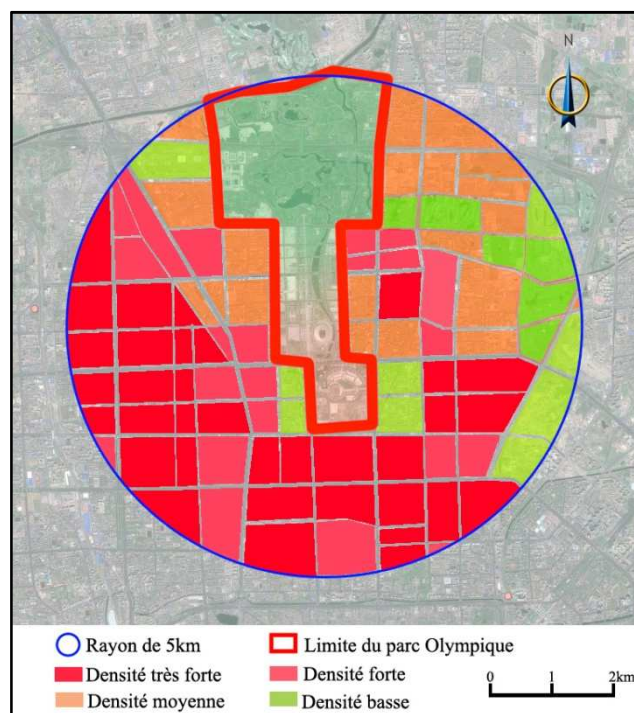 N
Rayon de 5km Limite du parc Olympique
Densité très forte Densité forte
Densité moyenne Densité basse
0 1 2km